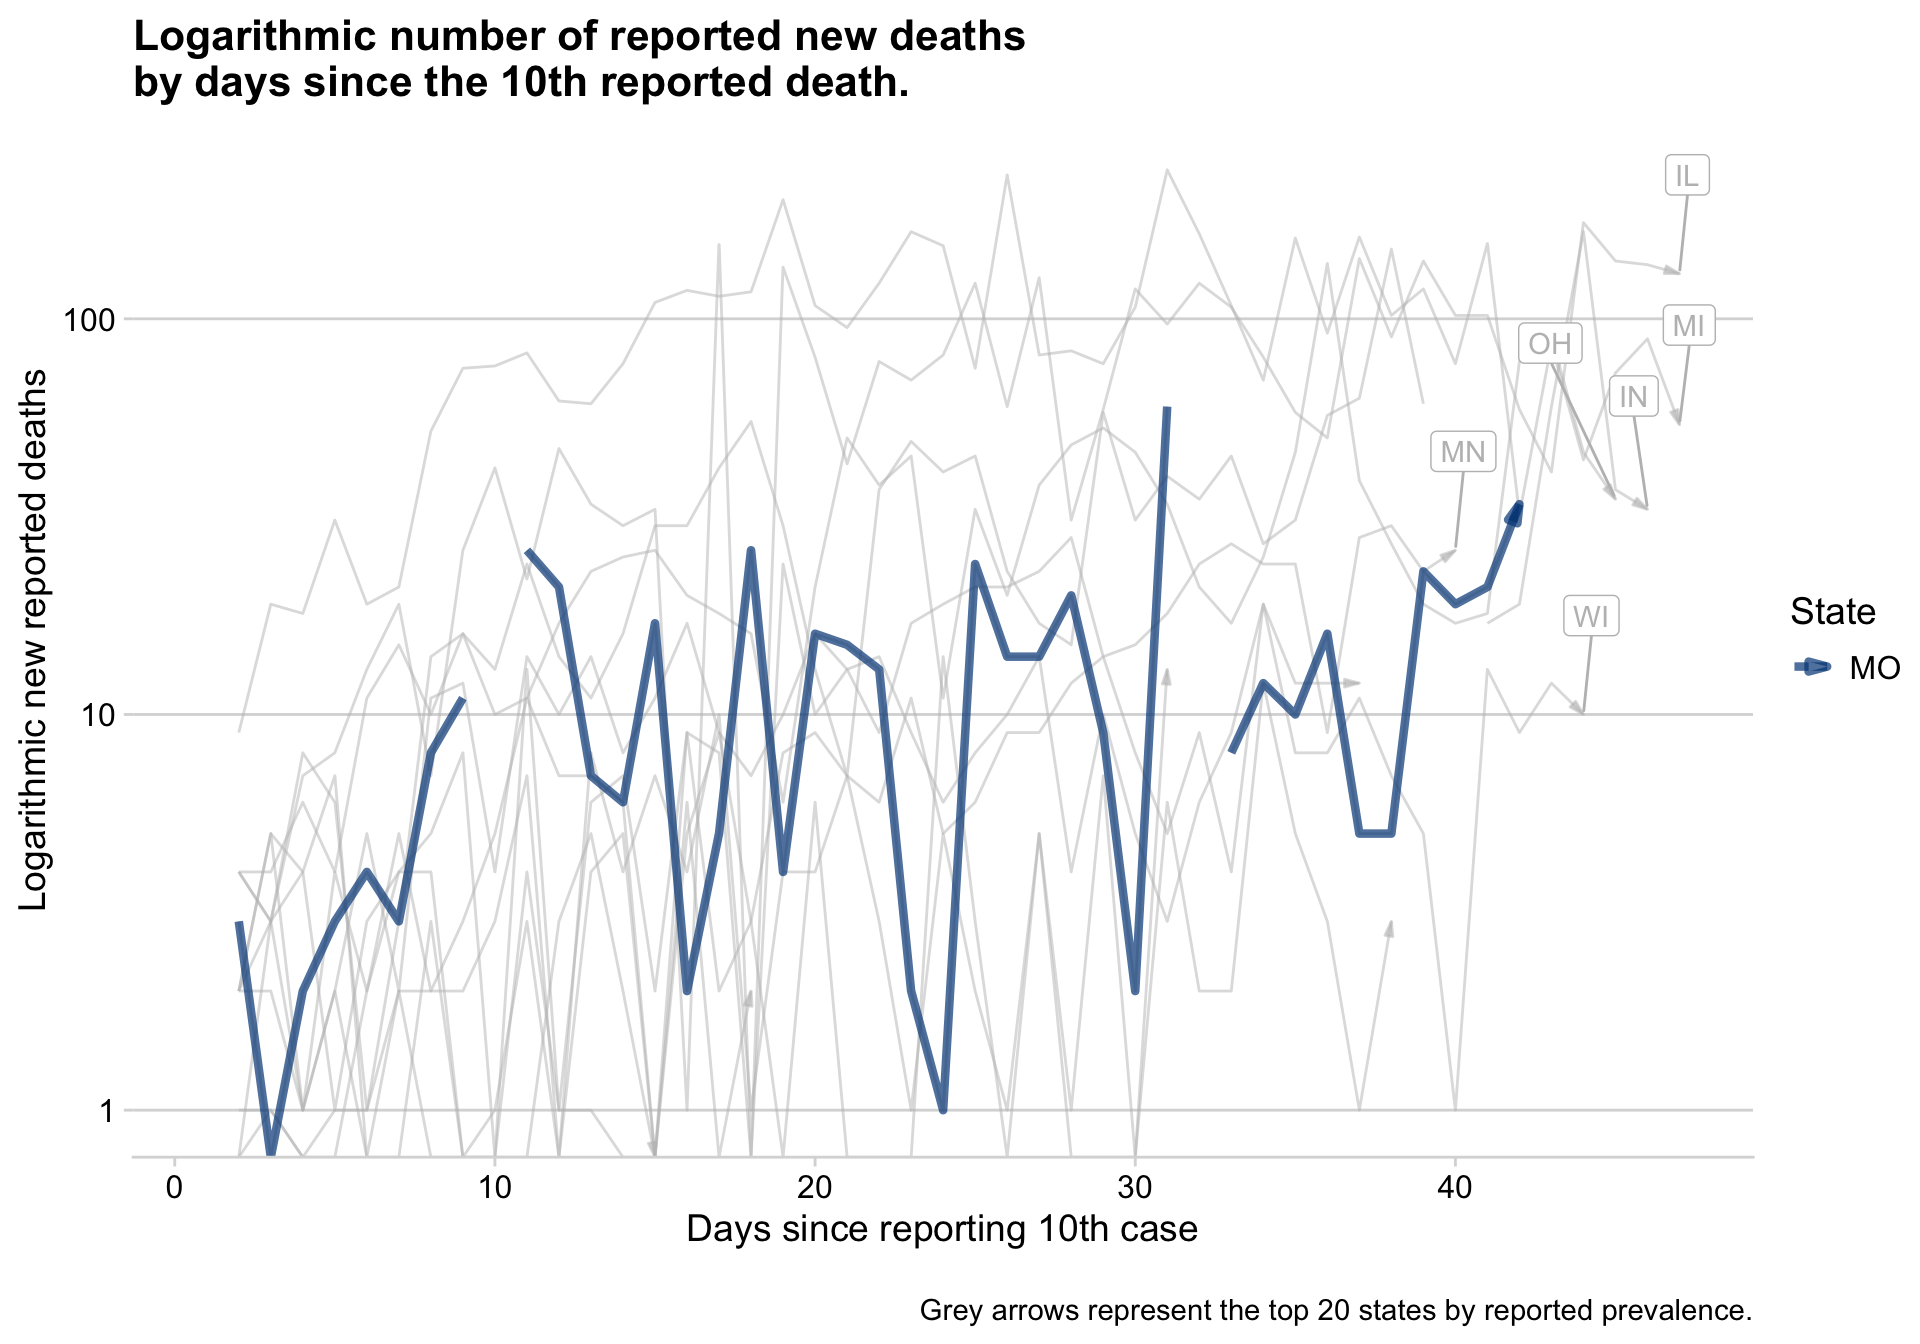 Logarithmic number of reported new deaths
by days since the 10th reported death.
Logarithmic new reported deaths
100
10
1
IL
MI
OH
IN
MN
WI
State
MO
0
10
20
30
40
Days since reporting 10th case
Grey arrows represent the top 20 states by reported prevalence.